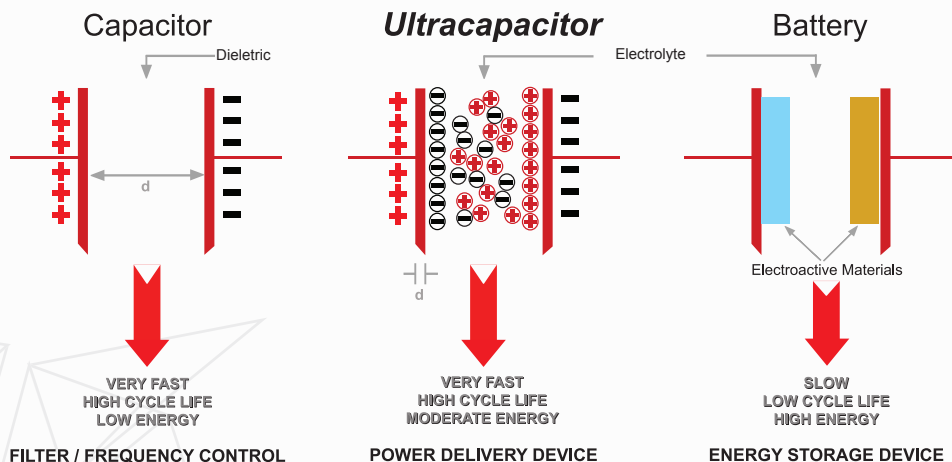 Capacitor
Dieletric
d
VERY FAST
HIGH CYCLE LIFE
LOW ENERGY
FILTER / FREQUENCY CONTROL
Ultracapacitor
Electrolyte
d
VERY FAST
HIGH CYCLE LIFE
MODERATE ENERGY
POWER DELIVERY DEVICE
Battery
Electroactive Materials
SLOW
LOW CYCLE LIFE
HIGH ENERGY
ENERGY STORAGE DEVICE